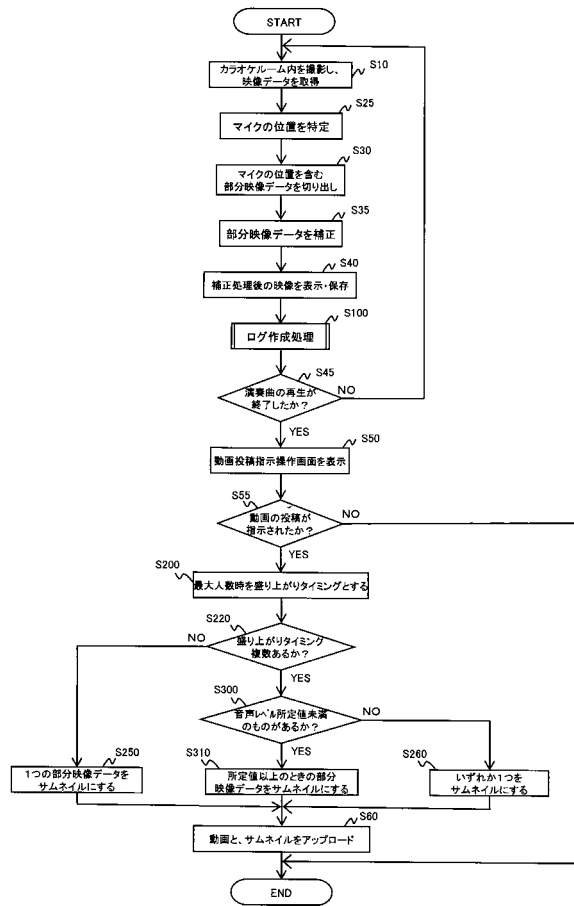 START
S10
カラオケルーム内を撮影し、
映像データを取得
S25
マイクの位置を特定
S30
マイクの位置を含む
部分映像データを切り出し
S35
部分映像データを補正
S40
補正処理後の映像を表示・保存
S100
ログ作成処理
S45
演奏曲の再生が
終了したか？
NO
YES
S50
動画投稿指示操作画面を表示
S55
動画の投稿が
指示されたか？
NO
YES
S200
最大人数時を盛り上がりタイミングとする
S220
盛り上がりタイミング
複数あるか？
NO
YES
S300
音声レベル所定値未満
のものがあるか？
NO
YES
S250
1つの部分映像データを
サムネイルにする
S310
所定値以上のときの部分
映像データをサムネイルにする
S260
いずれか1つを
サムネイルにする
S60
動画と、サムネイルをアップロード
END